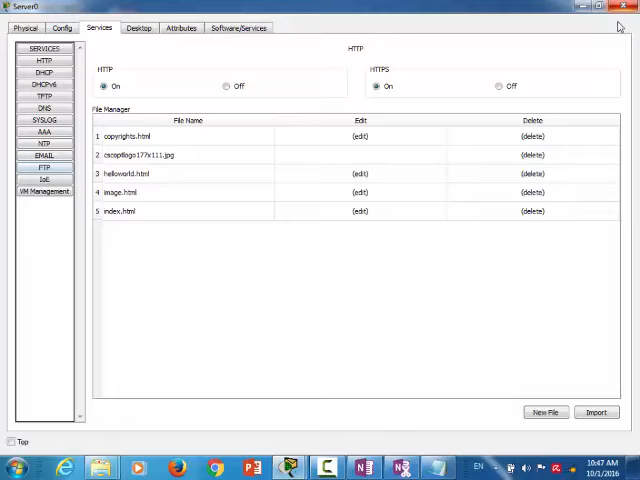 Server0
Physical Config Services Desktop Attributes Software/Services
SERVICES
HTTP
DHCP
DHCPv6
TFTP
DNS
SYSLOG
AAA
NTP
EMAIL
FTP
IoE
VM Management
HTTP
HTTP
On Off
HTTPS
On Off
File Manager
File Name Edit Delete
1 copyrights.html (edit) (delete)
2 cscoptlogo177x111.jpg (delete)
3 helloworld.html (edit) (delete)
4 image.html (edit) (delete)
5 index.html (edit) (delete)
New File Import
Top
EN
10:47 AM
10/1/2016